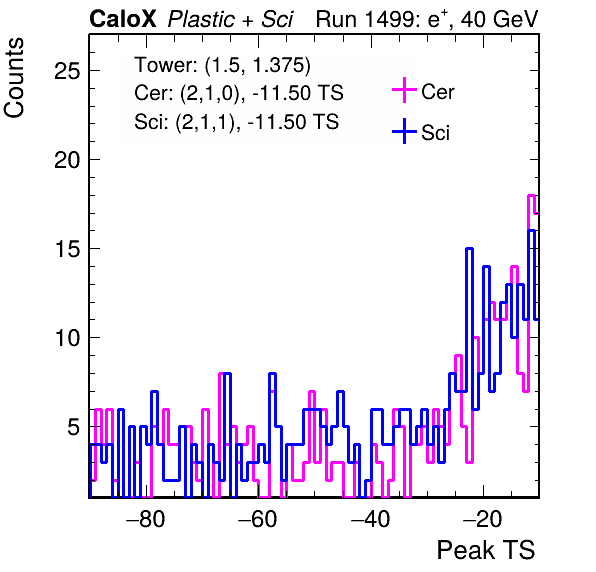 CaloX Plastic + Sci Run 1499: e⁺, 40 GeV
Counts
Tower: (1.5, 1.375)
Cer: (2,1,0), -11.50 TS
Sci: (2,1,1), -11.50 TS
Cer
Sci
25
20
15
10
5
−80 −60 −40 −20
Peak TS